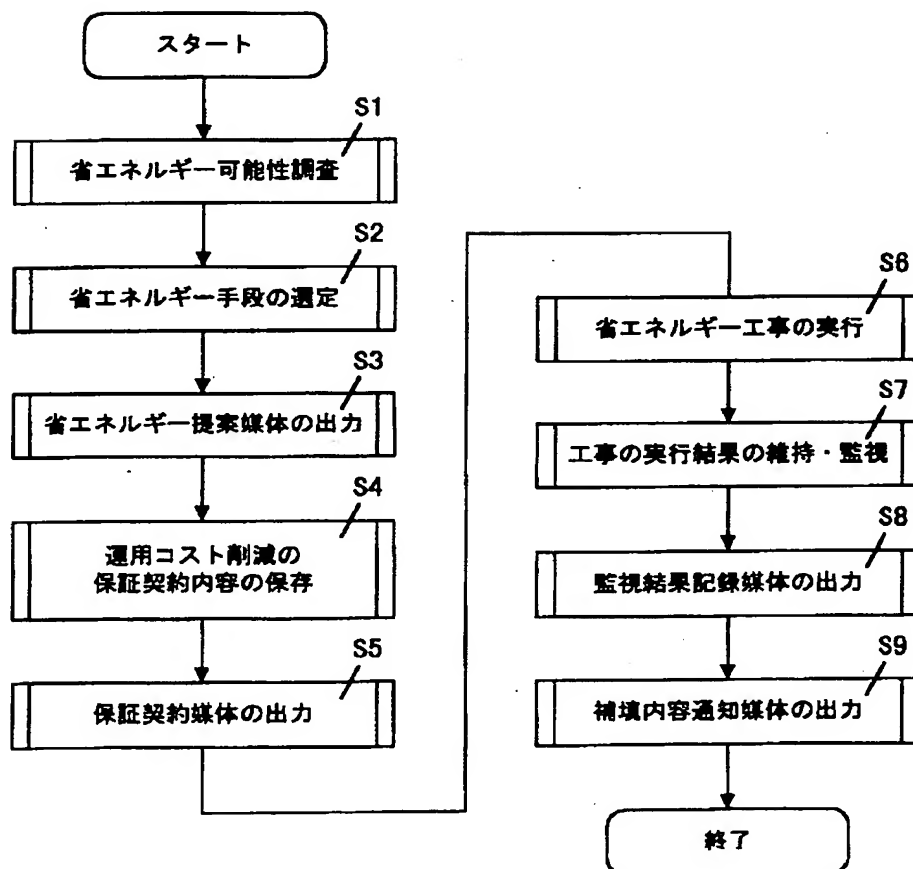 スタート
S1
省エネルギー可能性調査
S2
省エネルギー手段の選定
S3
省エネルギー提案媒体の出力
S4
運用コスト削減の
保証契約内容の保存
S5
保証契約媒体の出力
S6
省エネルギー工事の実行
S7
工事の実行結果の維持・監視
S8
監視結果記録媒体の出力
S9
補填内容通知媒体の出力
終了